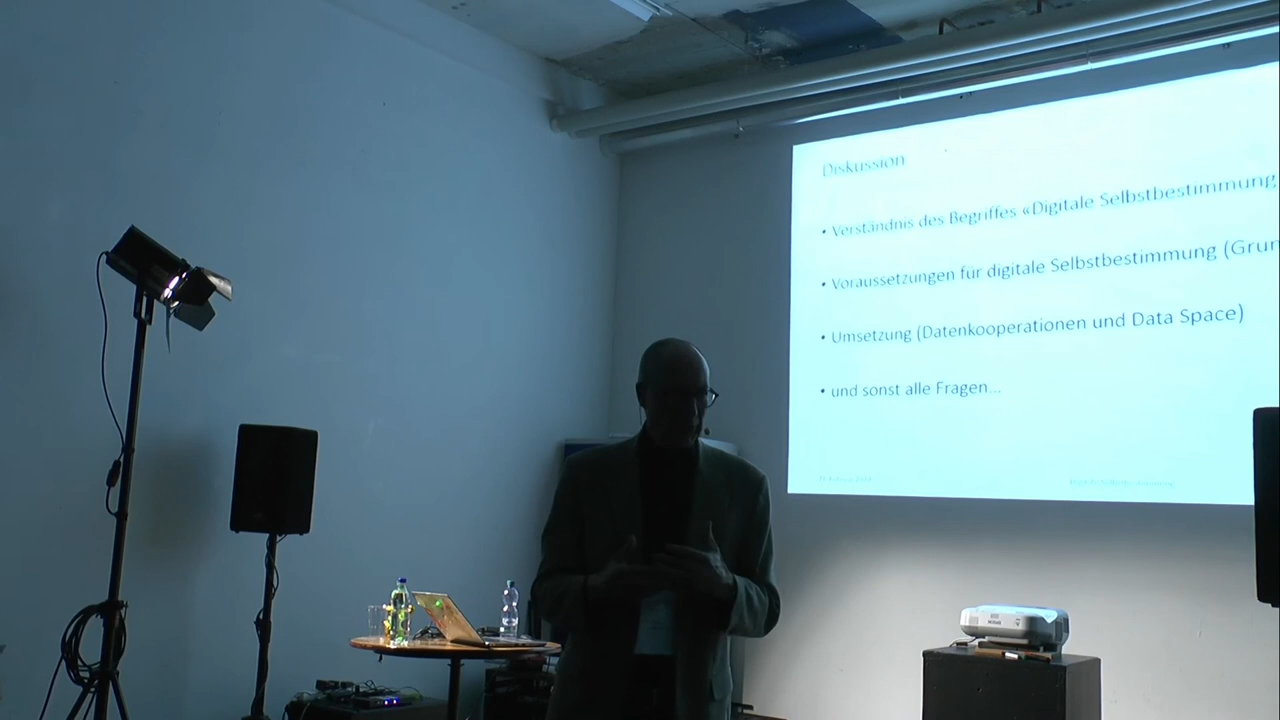 Diskussion
• Verständnis des Begriffes «Digitale Selbstbestimmung
• Voraussetzungen für digitale Selbstbestimmung (Grun
• Umsetzung (Datenkooperationen und Data Space)
• und sonst alle Fragen...